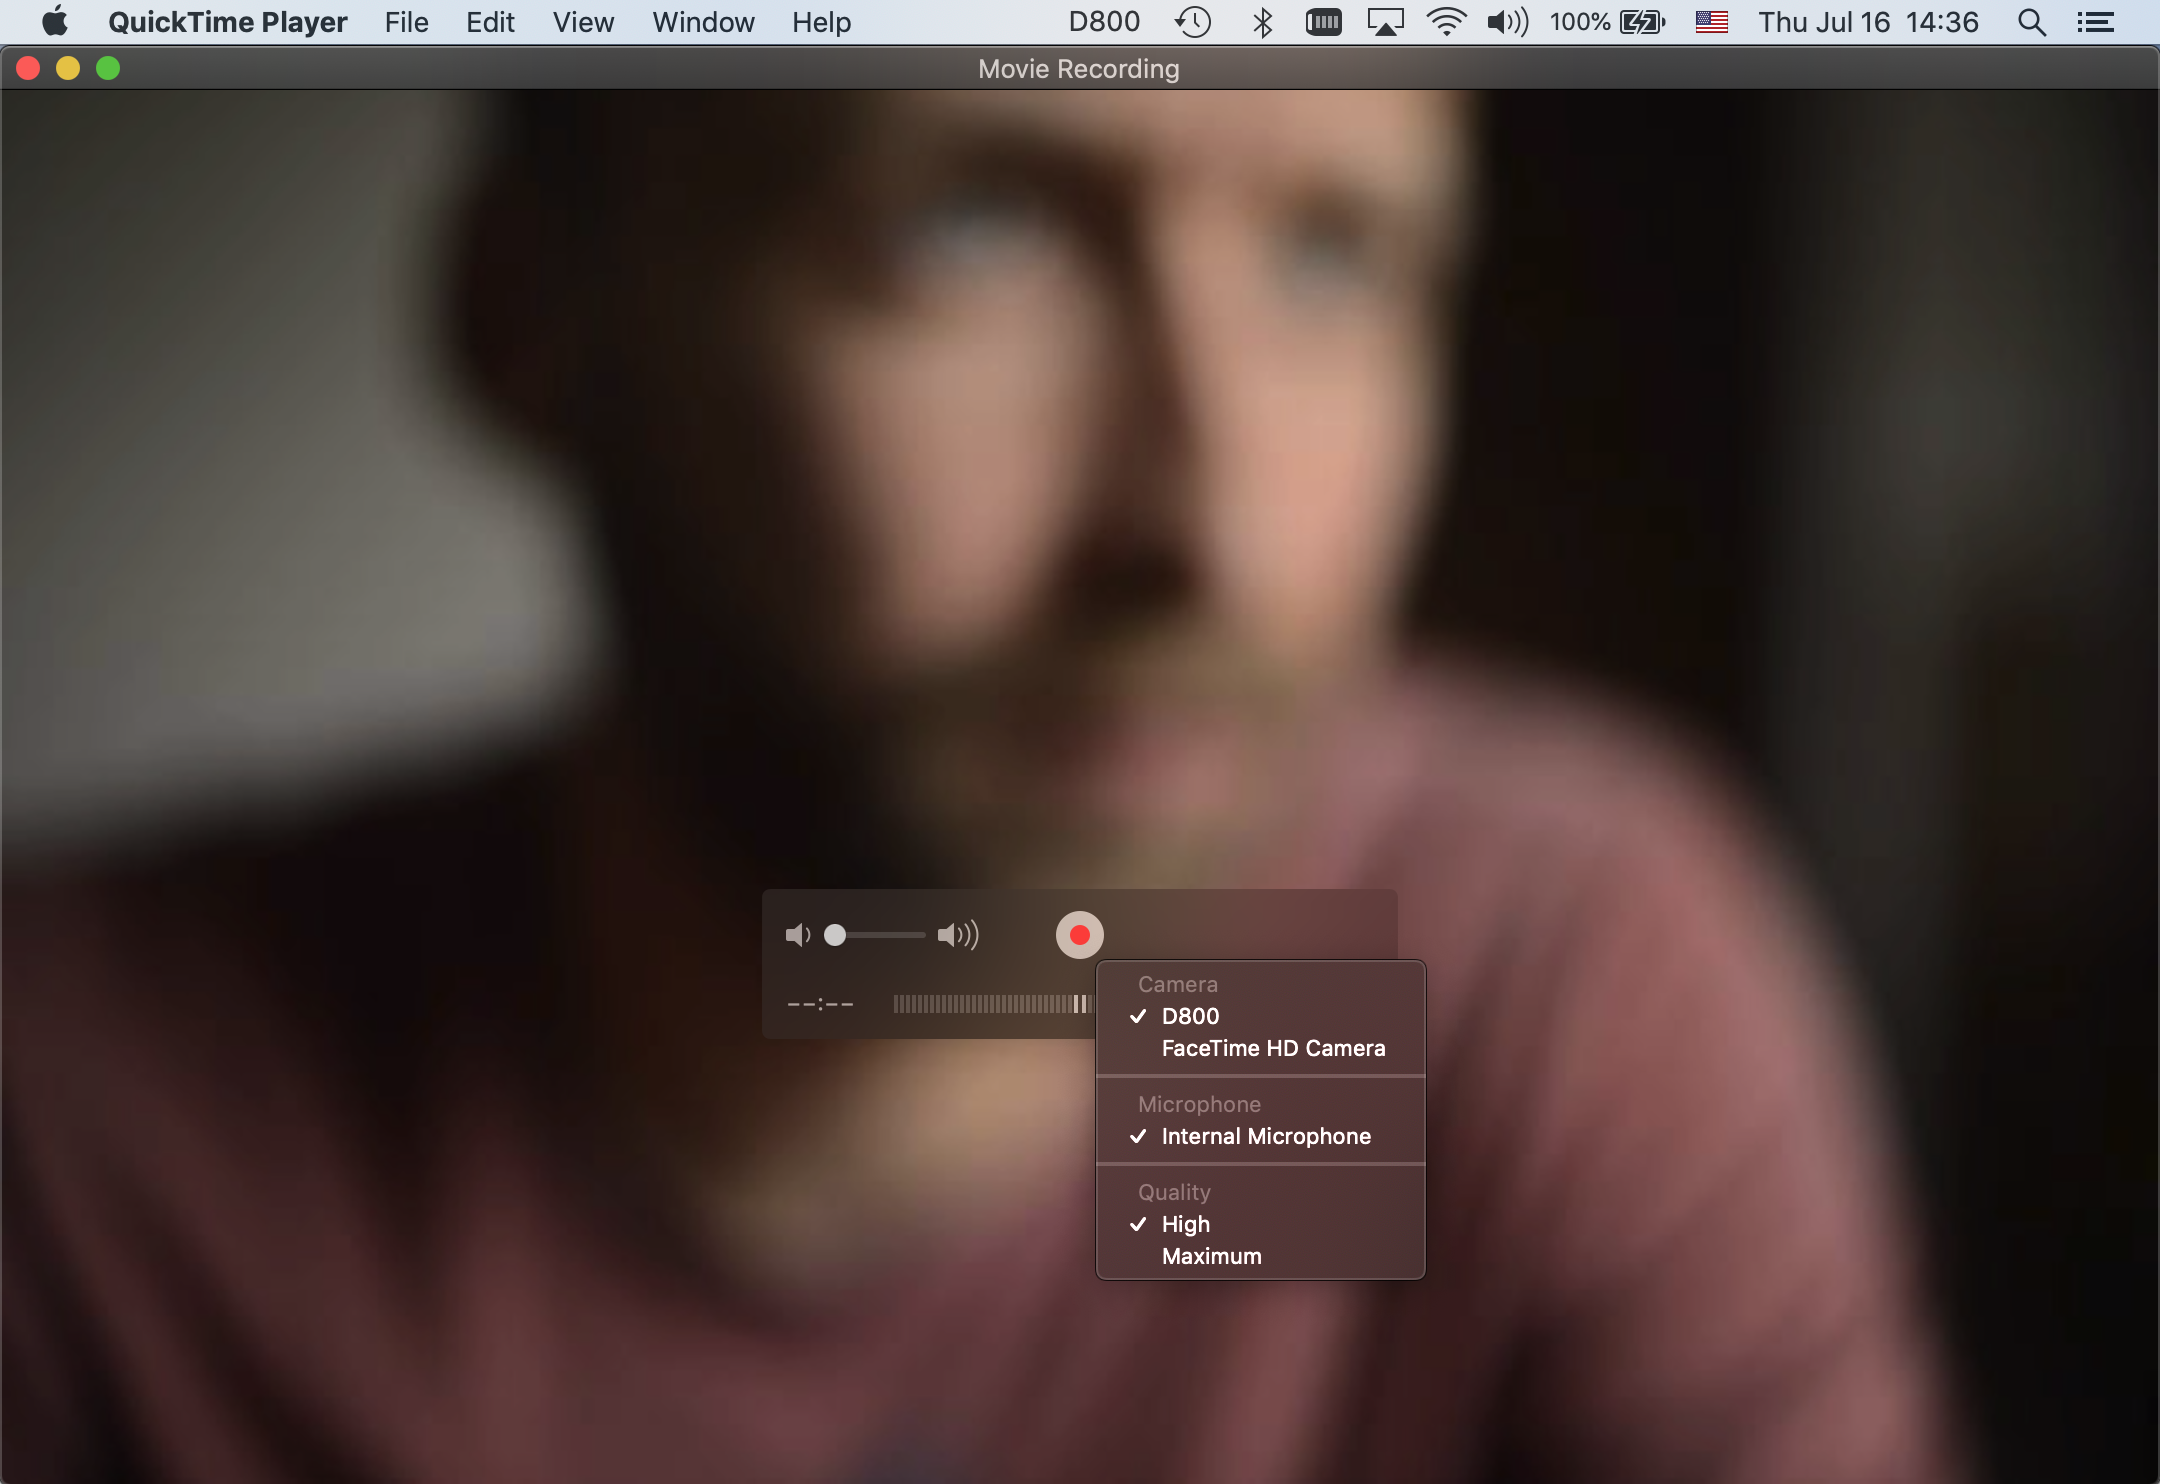 QuickTime Player File Edit View Window Help D800 100% Thu Jul 16 14:36
Movie Recording
--:--
Camera
✓ D800
FaceTime HD Camera
Microphone
✓ Internal Microphone
Quality
✓ High
Maximum